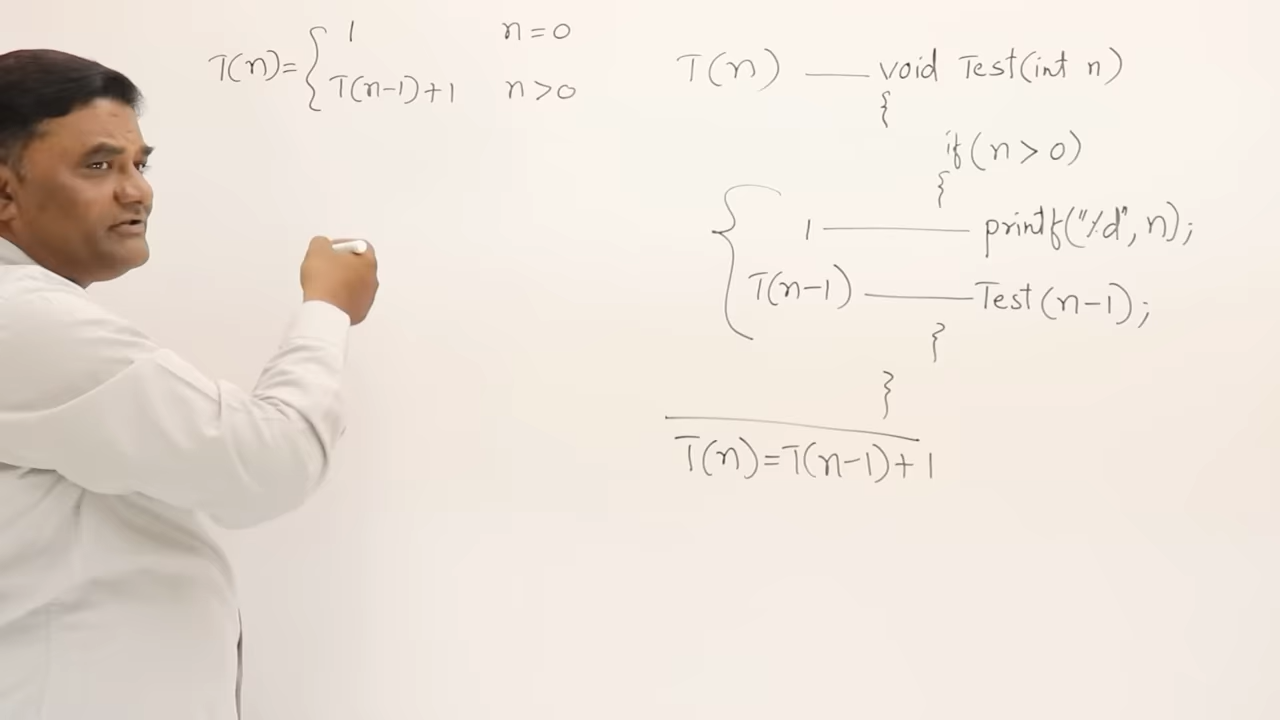 T(n)= { 1 n=0
T(n-1)+1 n>0
T(n) — void Test(int n)
{
if(n>0)
{
{ 1 — printf("%d",n);
T(n-1) — Test(n-1);
}
}
T(n)=T(n-1)+1